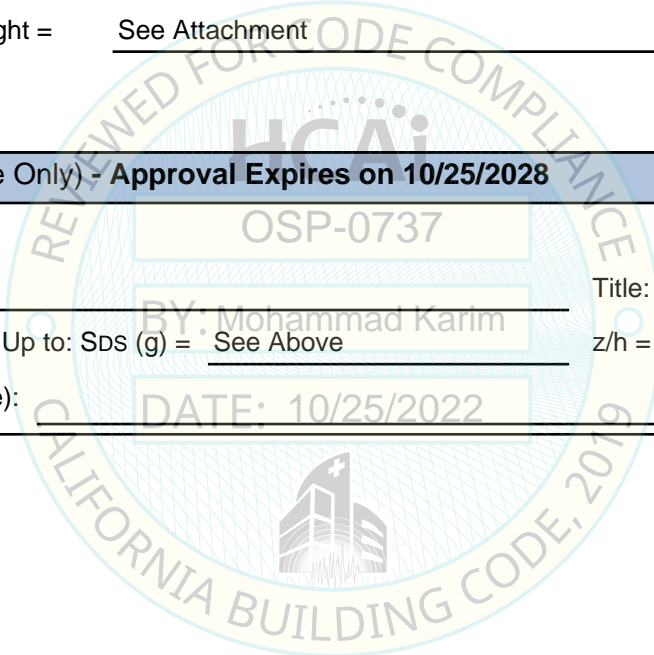 ght = See Attachment
REVIEWED FOR CODE COMPLIANCE
HCAi
e Only) - Approval Expires on 10/25/2028
OSP-0737
Title:
BY: Mohammad Karim
Up to: SDS (g) = See Above z/h =
e):
DATE: 10/25/2022
CALIFORNIA BUILDING CODE, 2019